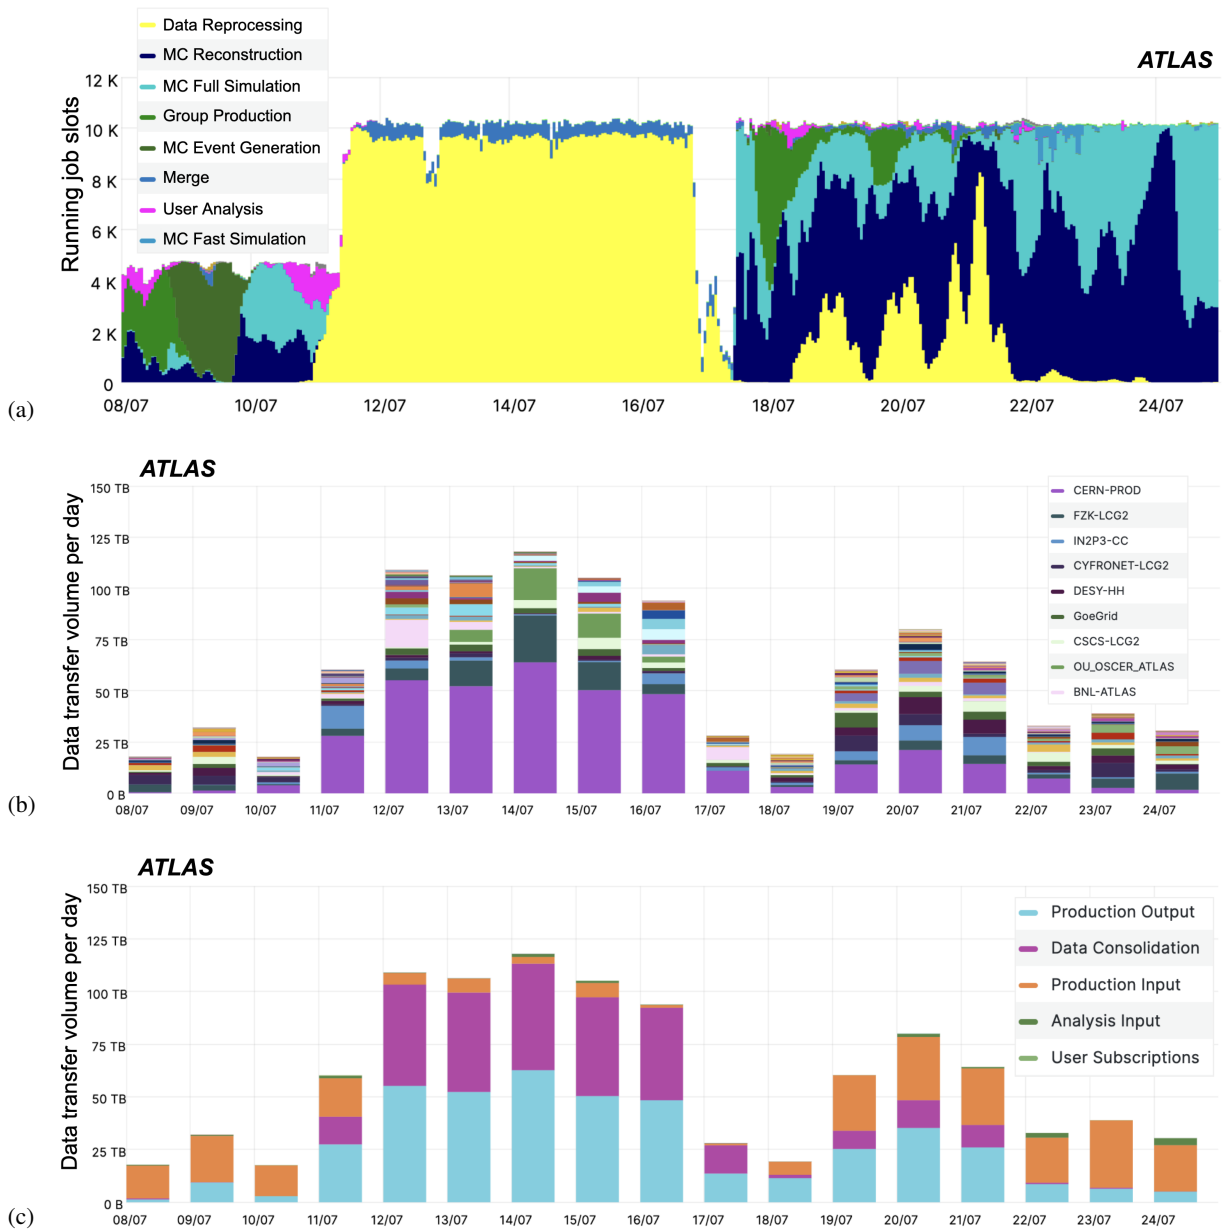 Data Reprocessing
MC Reconstruction
MC Full Simulation
Group Production
MC Event Generation
Merge
User Analysis
MC Fast Simulation
ATLAS
Running job slots
12 K
10 K
8 K
6 K
4 K
2 K
0
08/07 10/07 12/07 14/07 16/07 18/07 20/07 22/07 24/07
(a)
ATLAS
Data transfer volume per day
150 TB
125 TB
100 TB
75 TB
50 TB
25 TB
0 B
CERN-PROD
FZK-LCG2
IN2P3-CC
CYFRONET-LCG2
DESY-HH
GoeGrid
CSCS-LCG2
OU_OSCER_ATLAS
BNL-ATLAS
08/07 09/07 10/07 11/07 12/07 13/07 14/07 15/07 16/07 17/07 18/07 19/07 20/07 21/07 22/07 23/07 24/07
(b)
ATLAS
Data transfer volume per day
150 TB
125 TB
100 TB
75 TB
50 TB
25 TB
0 B
Production Output
Data Consolidation
Production Input
Analysis Input
User Subscriptions
08/07 09/07 10/07 11/07 12/07 13/07 14/07 15/07 16/07 17/07 18/07 19/07 20/07 21/07 22/07 23/07 24/07
(c)